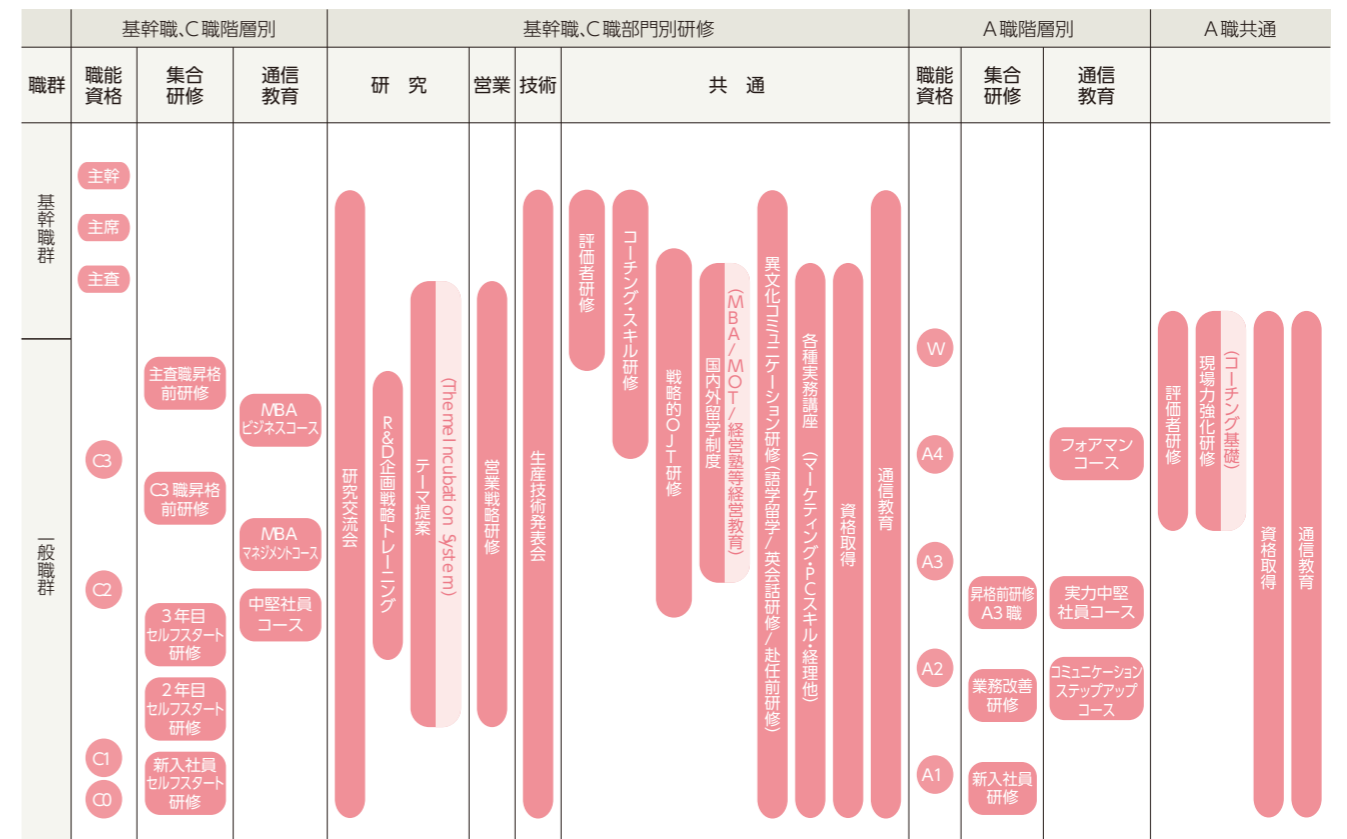 基幹職、C職階層別
基幹職、C職部門別研修
A職階層別
A職共通
職群
職能
資格
集合
研修
通信
教育
研 究
営業
技術
共 通
職能
資格
集合
研修
通信
教育
基幹職群
一般職群
主幹
主席
主査
C3
C2
C1
C0
主査職昇格
前研修
C3職昇格
前研修
3年目
セルフスタート
研修
2年目
セルフスタート
研修
新入社員
セルフスタート
研修
MBA
ビジネスコース
MBA
マネジメントコース
中堅社員
コース
研究交流会
R&D企画戦略トレーニング
テーマ提案
(ThemeIncubation System)
営業戦略研修
生産技術発表会
評価者研修
コーチング・スキル研修
戦略的OJT研修
国内外留学制度
(MBA/MOT/経営塾等経営教育)
異文化コミュニケーション研修(語学留学/英会話研修/赴任前研修)
各種実務講座 (マーケティング・PCスキル・経理他)
資格取得
通信教育
W
A4
A3
A2
A1
昇格前研修
A3職
業務改善
研修
新入社員
研修
フォアマン
コース
実力中堅
社員コース
コミュニケーション
ステップアップ
コース
評価者研修
現場力強化研修
(コーチング基礎)
資格取得
通信教育